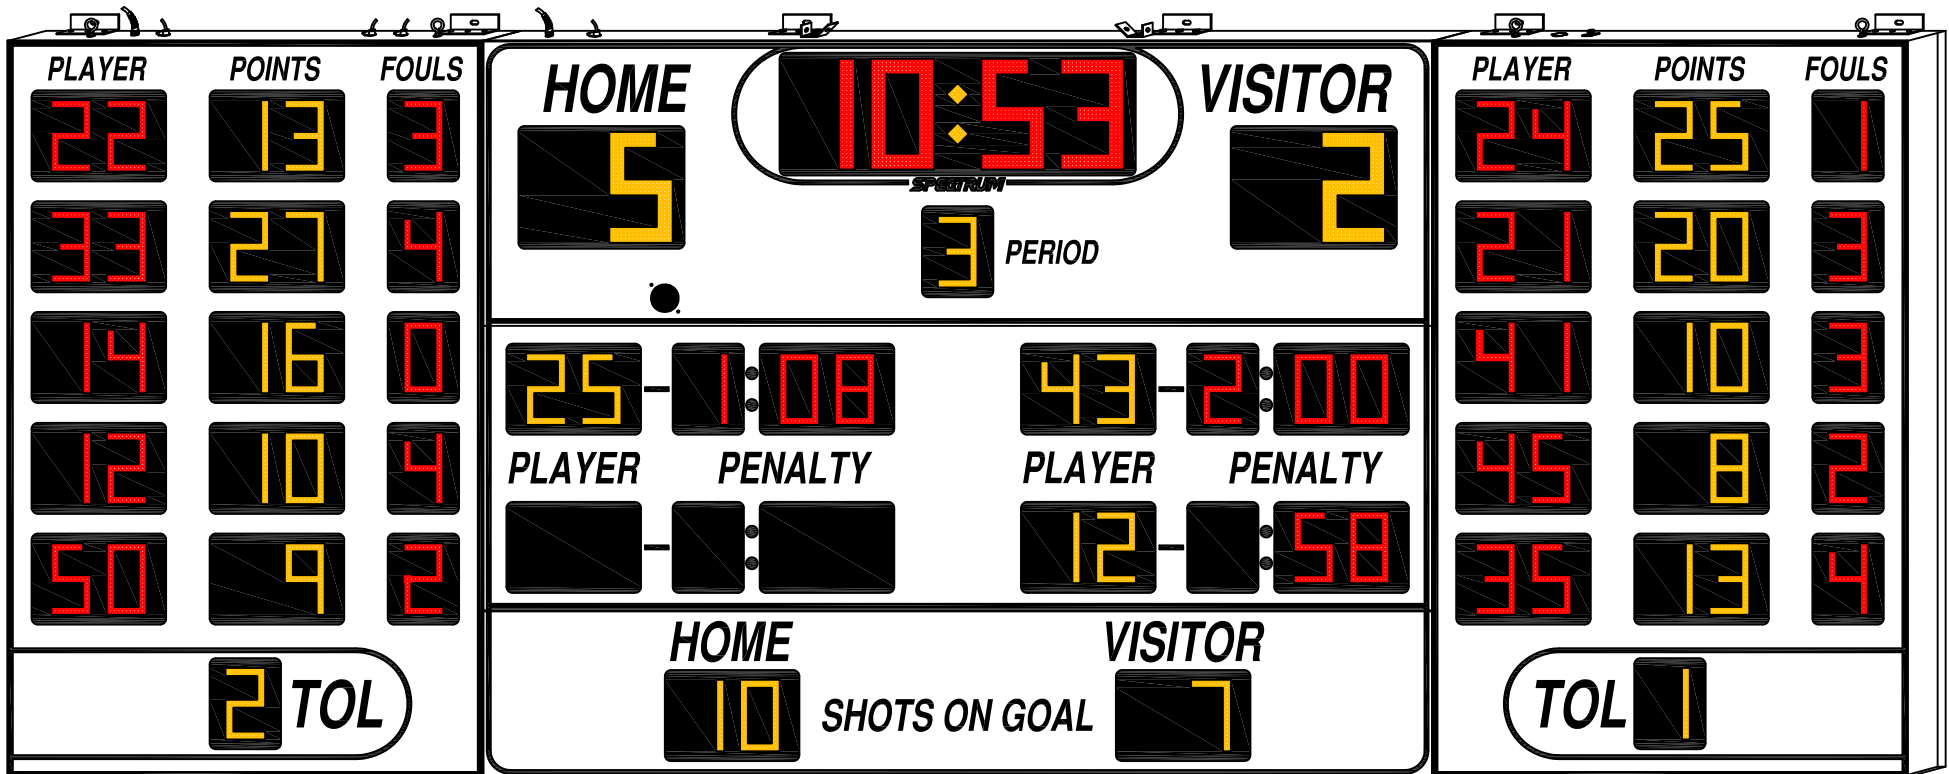 PLAYER POINTS FOULS
22 13 3
33 27 4
14 16 0
12 10 4
50 9 2
2 TOL
HOME 10:53 VISITOR
5 2
SPECTRUM
3 PERIOD
25 - 1:08 43 - 2:00
PLAYER PENALTY PLAYER PENALTY
- : 12 - :58
HOME VISITOR
10 SHOTS ON GOAL 7
PLAYER POINTS FOULS
24 25 1
21 20 3
41 10 3
45 8 2
35 13 4
TOL 1